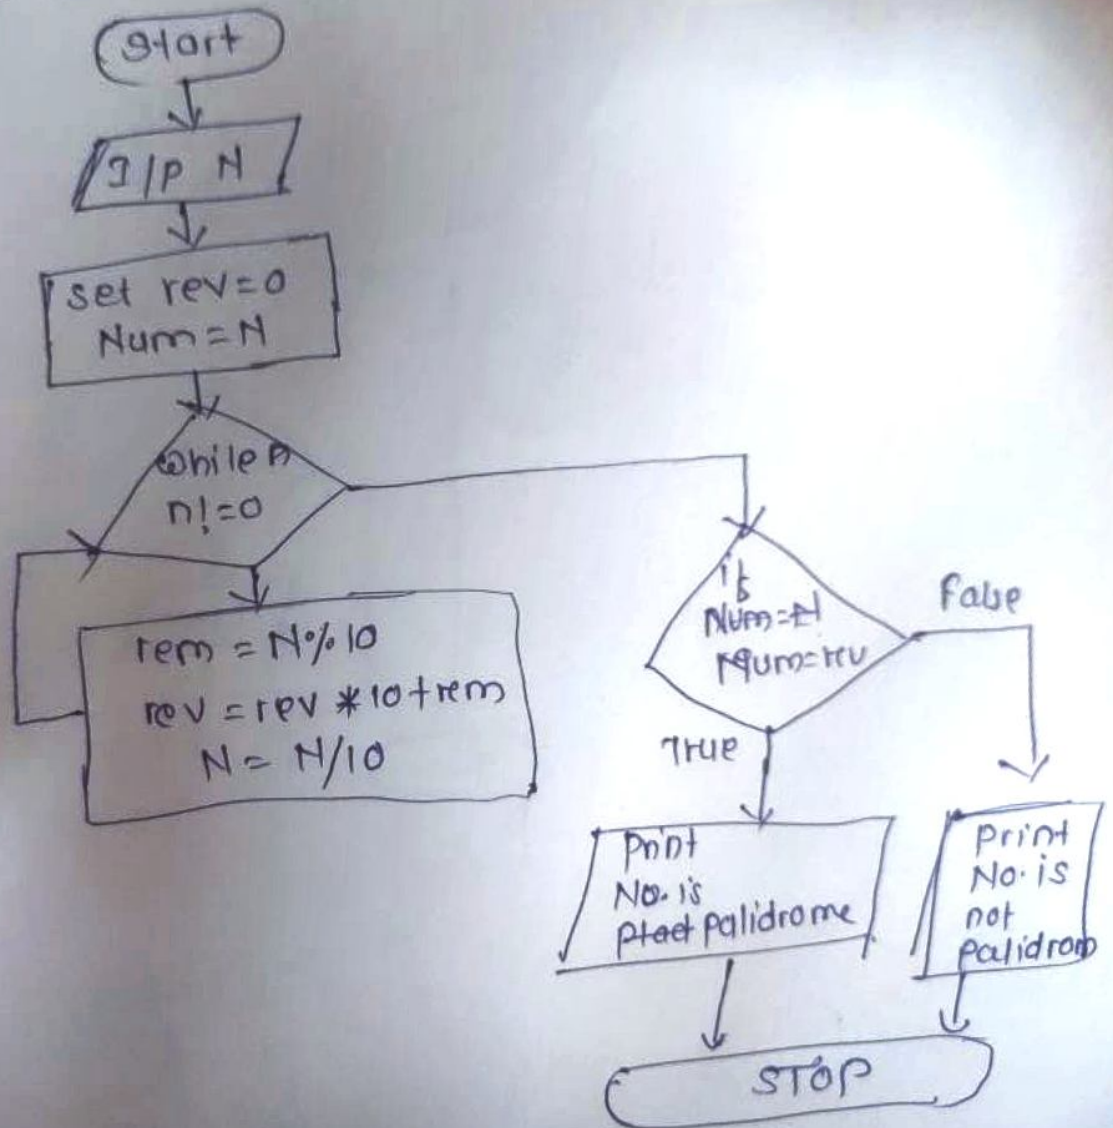 Start
I/P N
set rev=0
Num=N
while
n!=0
rem = N%10
rev = rev * 10 + rem
N = N/10
if
Num=N
Num=rev
False
True
Print
No. is
palidrome
Print
No. is
not
palidrom
STOP